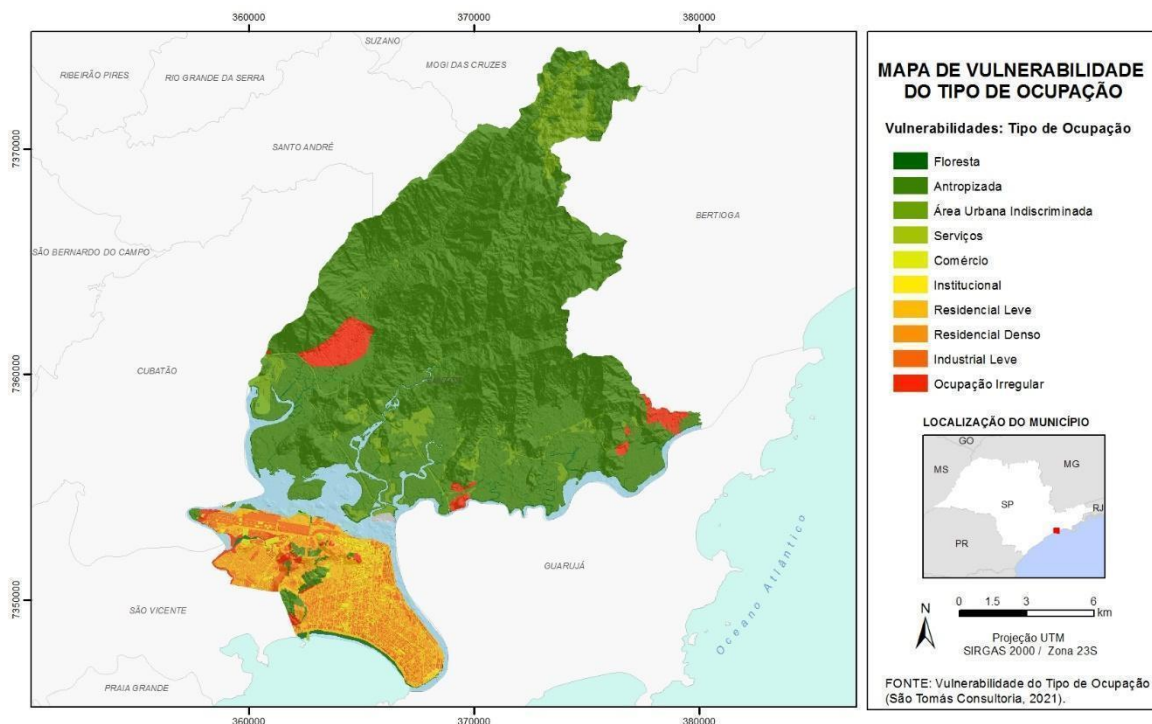 360000
370000
380000
SUZANO
MOGI DAS CRUZES
RIBEIRÃO PIRES
RIO GRANDE DA SERRA
7370000
SANTO ANDRÉ
BERTIOGA
SÃO BERNARDO DO CAMPO
7360000
CUBATÃO
GUARUJÁ
Oceano Atlântico
7350000
SÃO VICENTE
PRAIA GRANDE
360000
370000
380000
MAPA DE VULNERABILIDADE
DO TIPO DE OCUPAÇÃO
Vulnerabilidades: Tipo de Ocupação
Floresta
Antropizada
Área Urbana Indiscriminada
Serviços
Comércio
Institucional
Residencial Leve
Residencial Denso
Industrial Leve
Ocupação Irregular
LOCALIZAÇÃO DO MUNICÍPIO
GO
MS
MG
SP
RJ
PR
N
0 1.5 3 6
km
Projeção UTM
SIRGAS 2000 / Zona 23S
FONTE: Vulnerabilidade do Tipo de Ocupação
(São Tomás Consultoria, 2021).